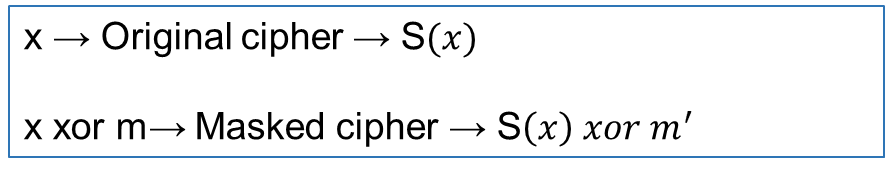 x → Original cipher → S(x)
x xor m→ Masked cipher → S(x) xor m′